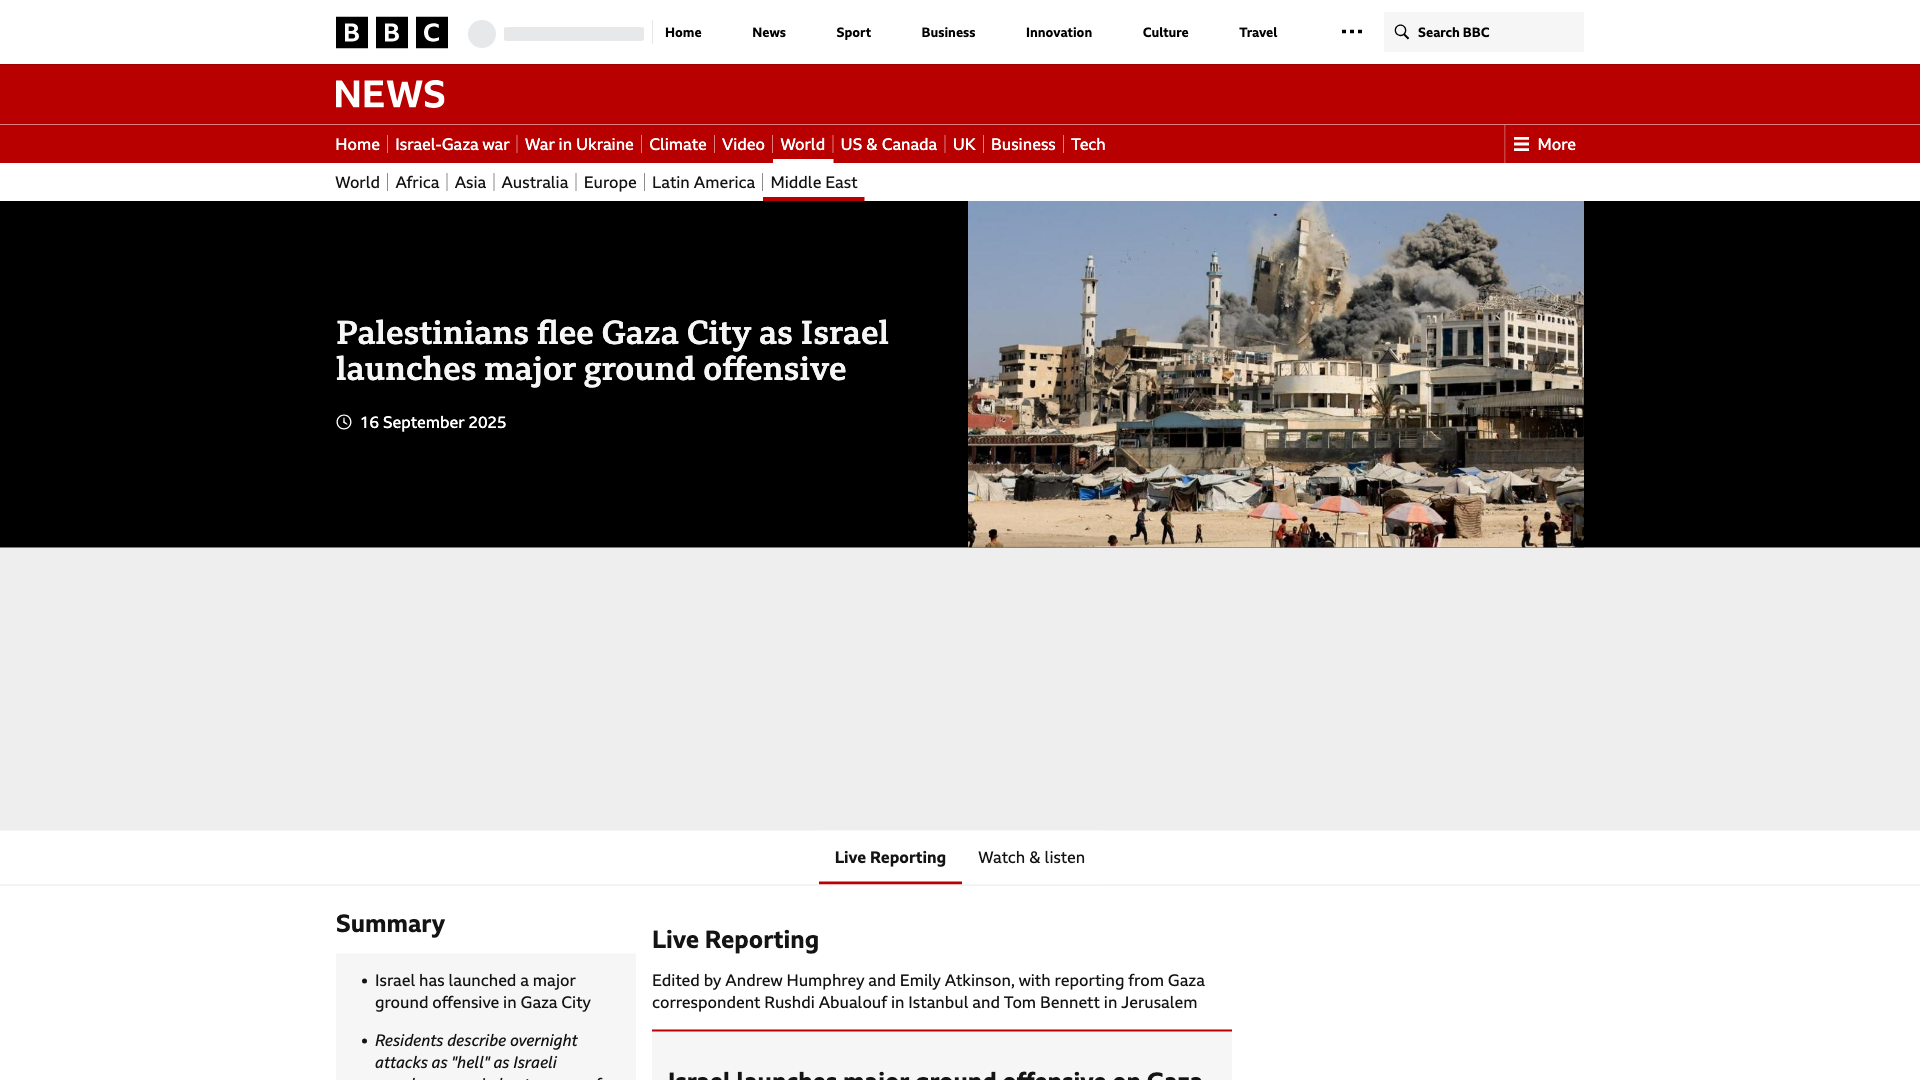 BBC
Home
News
Sport
Business
Innovation
Culture
Travel
Search BBC
NEWS
Home
Israel-Gaza war
War in Ukraine
Climate
Video
World
US & Canada
UK
Business
Tech
More
World
Africa
Asia
Australia
Europe
Latin America
Middle East
Palestinians flee Gaza City as Israel
launches major ground offensive
16 September 2025
Live Reporting
Watch & listen
Summary
Israel has launched a major
ground offensive in Gaza City
Residents describe overnight
attacks as "hell" as Israeli
Live Reporting
Edited by Andrew Humphrey and Emily Atkinson, with reporting from Gaza
correspondent Rushdi Abualouf in Istanbul and Tom Bennett in Jerusalem
Israel launches major ground offensive on Gaza